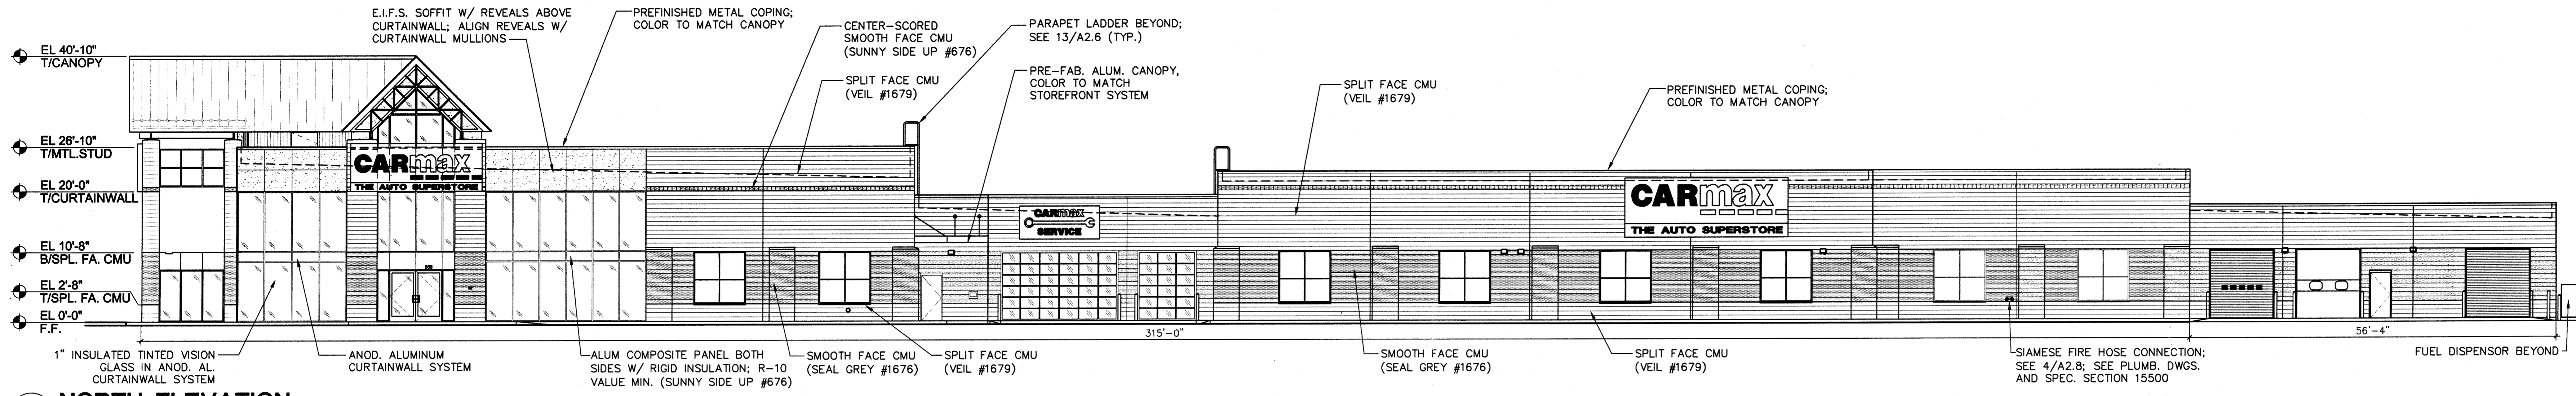 E.I.F.S. SOFFIT W/ REVEALS ABOVE
CURTAINWALL; ALIGN REVEALS W/
CURTAINWALL MULLIONS
PREFINISHED METAL COPING;
COLOR TO MATCH CANOPY
CENTER-SCORED
SMOOTH FACE CMU
(SUNNY SIDE UP #676)
SPLIT FACE CMU
(VEIL #1679)
PARAPET LADDER BEYOND;
SEE 13/A2.6 (TYP.)
PRE-FAB. ALUM. CANOPY,
COLOR TO MATCH
STOREFRONT SYSTEM
SPLIT FACE CMU
(VEIL #1679)
PREFINISHED METAL COPING;
COLOR TO MATCH CANOPY
EL 40'-10"
T/CANOPY
EL 26'-10"
T/MTL.STUD
EL 20'-0"
T/CURTAINWALL
EL 10'-8"
B/SPL. FA. CMU
EL 2'-8"
T/SPL. FA. CMU
EL 0'-0"
F.F.
CARmax
THE AUTO SUPERSTORE
CARmax
SERVICE
CARmax
THE AUTO SUPERSTORE
315'-0"
56'-4"
1" INSULATED TINTED VISION
GLASS IN ANOD. AL.
CURTAINWALL SYSTEM
ANOD. ALUMINUM
CURTAINWALL SYSTEM
ALUM COMPOSITE PANEL BOTH
SIDES W/ RIGID INSULATION; R-10
VALUE MIN. (SUNNY SIDE UP #676)
SMOOTH FACE CMU
(SEAL GREY #1676)
SPLIT FACE CMU
(VEIL #1679)
SMOOTH FACE CMU
(SEAL GREY #1676)
SPLIT FACE CMU
(VEIL #1679)
SIAMESE FIRE HOSE CONNECTION;
SEE 4/A2.8; SEE PLUMB. DWGS.
AND SPEC. SECTION 15500
FUEL DISPENSOR BEYOND
NORTH ELEVATION